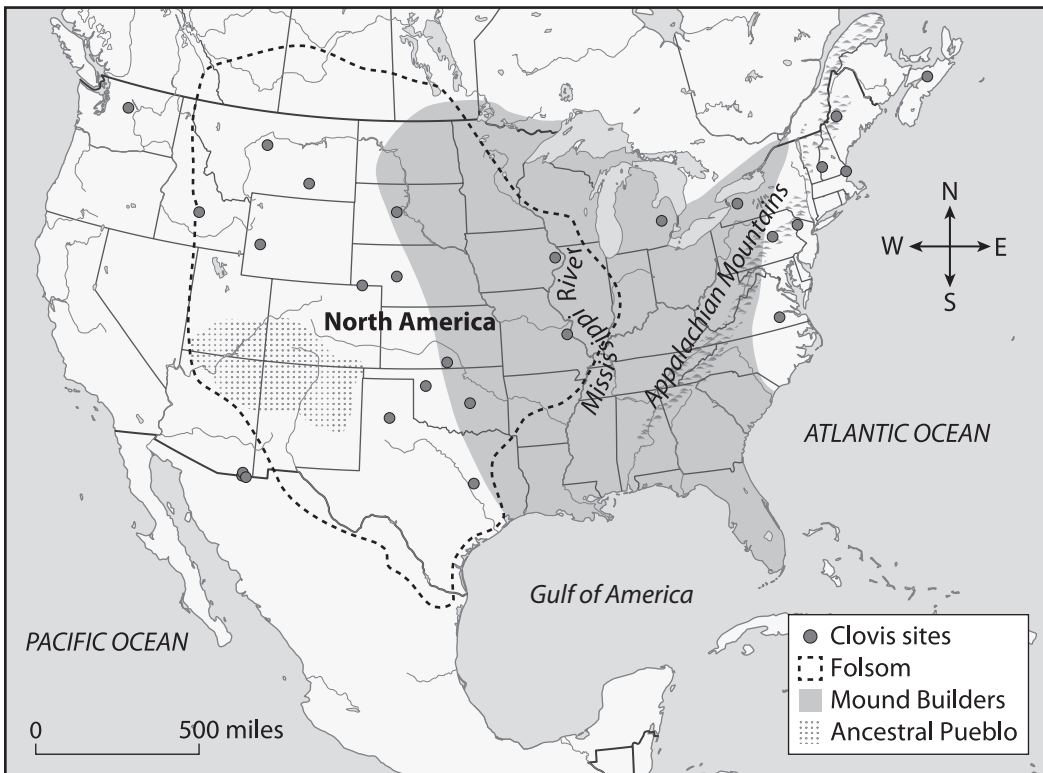 N
W E
S
Mississippi River
Appalachian Mountains
North America
ATLANTIC OCEAN
Gulf of America
PACIFIC OCEAN
Clovis sites
Folsom
Mound Builders
Ancestral Pueblo
0 500 miles